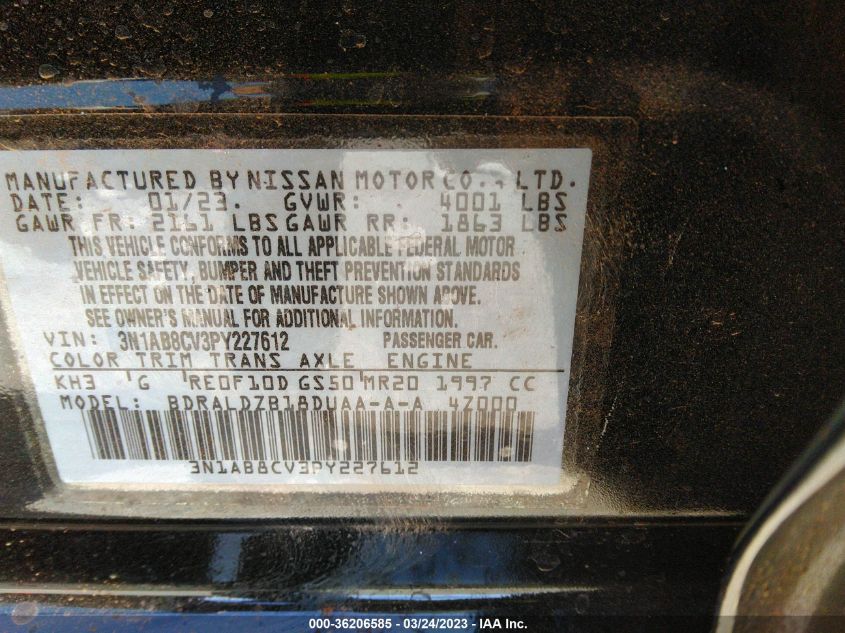 MANUFACTURED BY NISSAN MOTOR CO., LTD.
DATE: 01/23. GVWR: 4001 LBS
GAWR FR: 2161 LBS GAWR RR: 1863 LBS
THIS VEHICLE CONFORMS TO ALL APPLICABLE FEDERAL MOTOR
VEHICLE SAFETY, BUMPER AND THEFT PREVENTION STANDARDS
IN EFFECT ON THE DATE OF MANUFACTURE SHOWN ABOVE.
SEE OWNER'S MANUAL FOR ADDITIONAL INFORMATION.
VIN: 3N1AB8CV3PY227612 PASSENGER CAR.
COLOR TRIM TRANS AXLE ENGINE
KH3 G RE0F10D GS50 MR20 1997 CC
MODEL: BDRALDZB18DUAA-A-A 4Z000
3N1AB8CV3PY227612
000-36206585 - 03/24/2023 - IAA Inc.